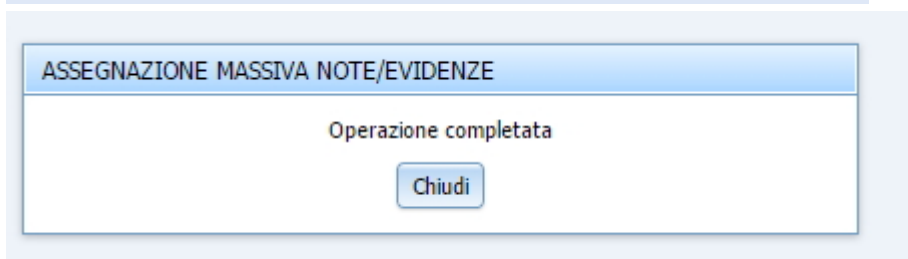 ASSEGNAZIONE MASSIVA NOTE/EVIDENZE
Operazione completata
Chiudi